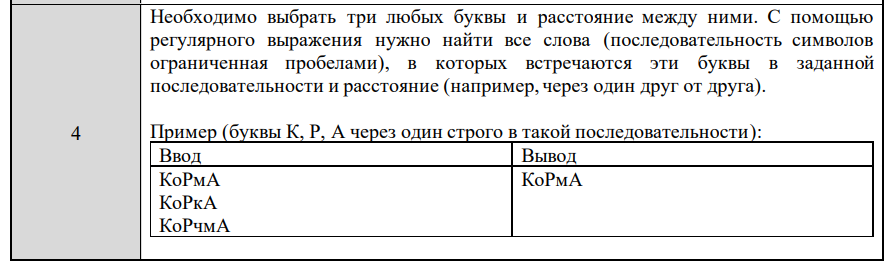 Необходимо выбрать три любых буквы и расстояние между ними. С помощью
регулярного выражения нужно найти все слова (последовательность символов
ограниченная пробелами), в которых встречаются эти буквы в заданной
последовательности и расстояние (например, через один друг от друга).
4
Пример (буквы К, Р, А через один строго в такой последовательности):
Ввод Вывод
КоРмА КоРмА
КоРкА
КоРчмА